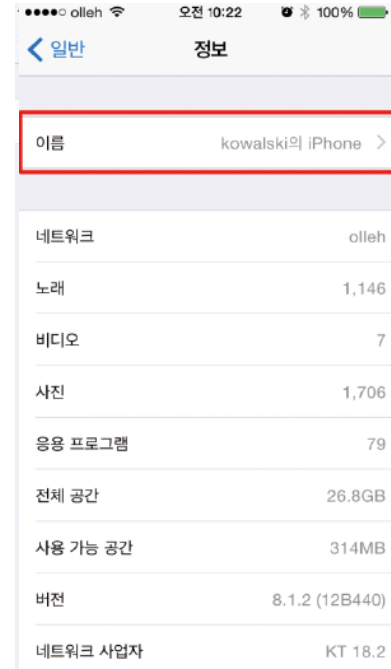 olleh 오전 10:22 100%
일반 정보
이름 kowalski의 iPhone
네트워크 olleh
노래 1,146
비디오 7
사진 1,706
응용 프로그램 79
전체 공간 26.8GB
사용 가능 공간 314MB
버전 8.1.2 (12B440)
네트워크 사업자 KT 18.2